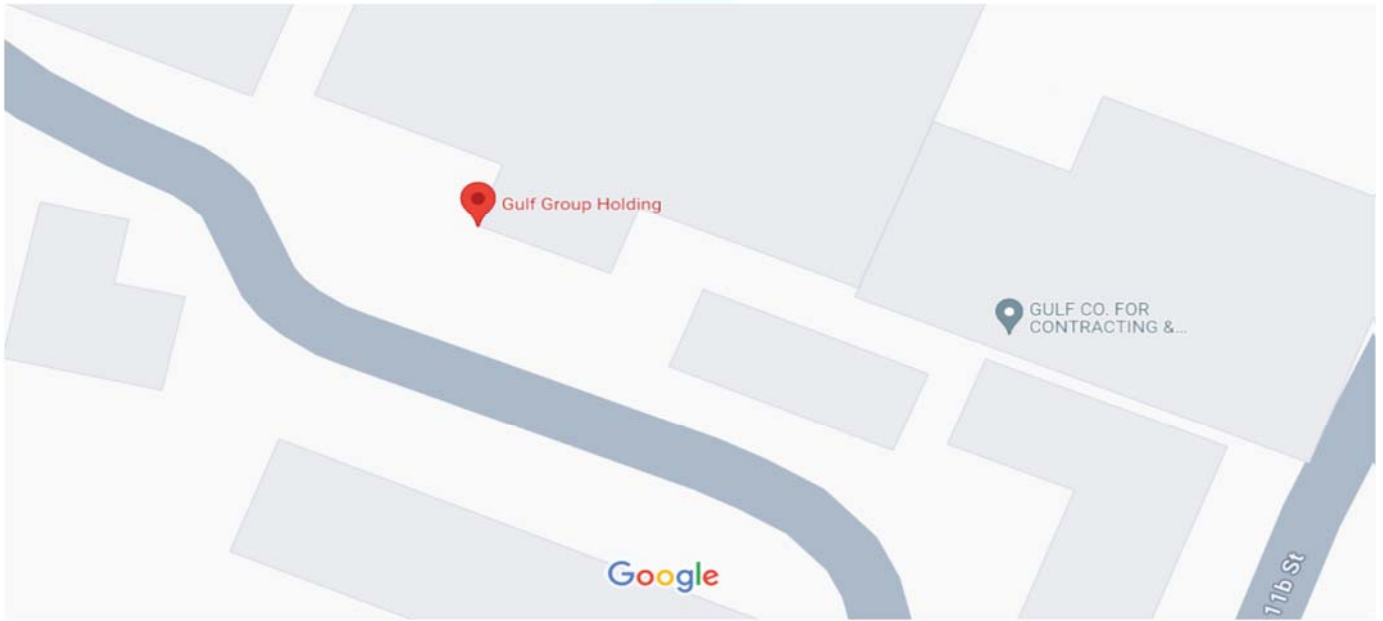 Gulf Group Holding
GULF CO. FOR
CONTRACTING &...
11b St
Google